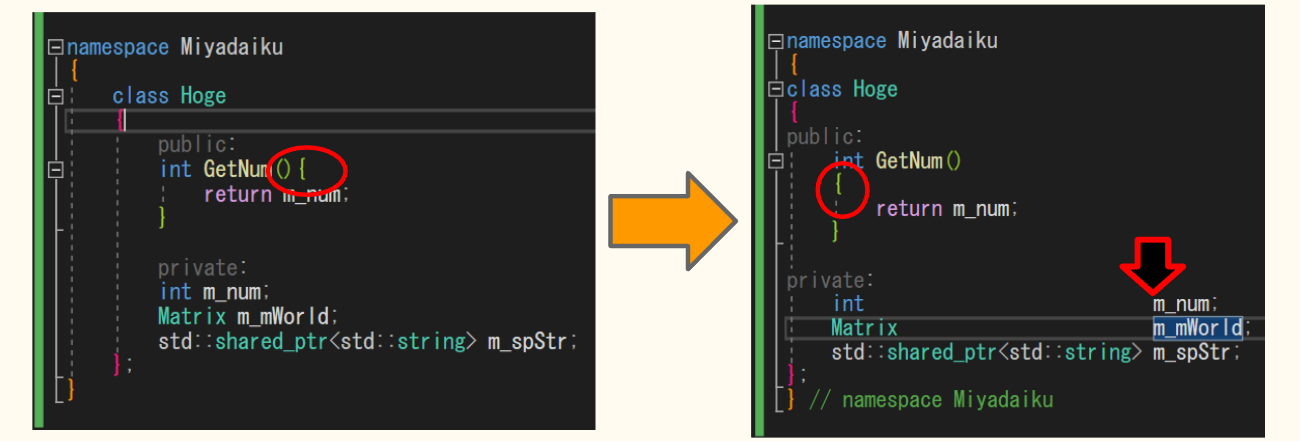 namespace Miyadaiku
{
class Hoge
{
public:
int GetNum(){
return m_num;
}
private:
int m_num;
Matrix m_mWorld;
std::shared_ptr<std::string> m_spStr;
};
}
namespace Miyadaiku
{
class Hoge
{
public:
int GetNum()
{
return m_num;
}
private:
int m_num;
Matrix m_mWorld;
std::shared_ptr<std::string> m_spStr;
};
} // namespace Miyadaiku